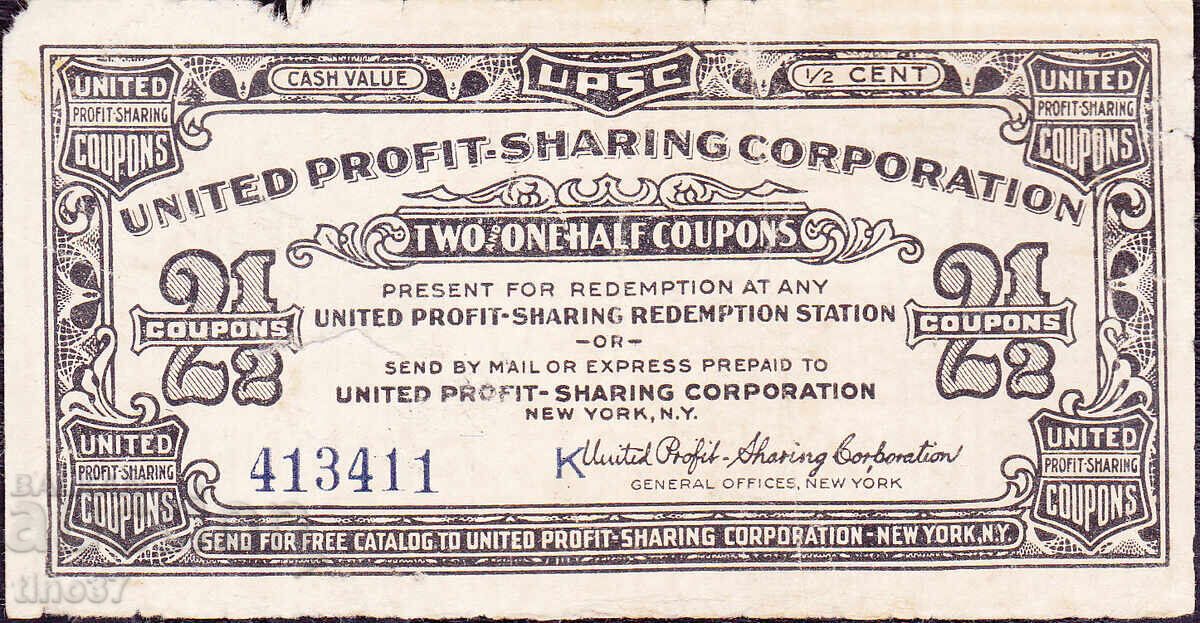 UNITED
PROFIT-SHARING
COUPONS
CASH VALUE
UPSC
1/2 CENT
UNITED
PROFIT-SHARING
COUPONS
UNITED PROFIT-SHARING CORPORATION
TWO AND ONE-HALF COUPONS
2 1/2
COUPONS
PRESENT FOR REDEMPTION AT ANY
UNITED PROFIT-SHARING REDEMPTION STATION
-OR-
SEND BY MAIL OR EXPRESS PREPAID TO
UNITED PROFIT-SHARING CORPORATION
NEW YORK, N.Y.
2 1/2
COUPONS
413411
K
United Profit-Sharing Corporation
GENERAL OFFICES, NEW YORK
UNITED
PROFIT-SHARING
COUPONS
UNITED
PROFIT-SHARING
COUPONS
SEND FOR FREE CATALOG TO UNITED PROFIT-SHARING CORPORATION-NEW YORK, N.Y.
tino37